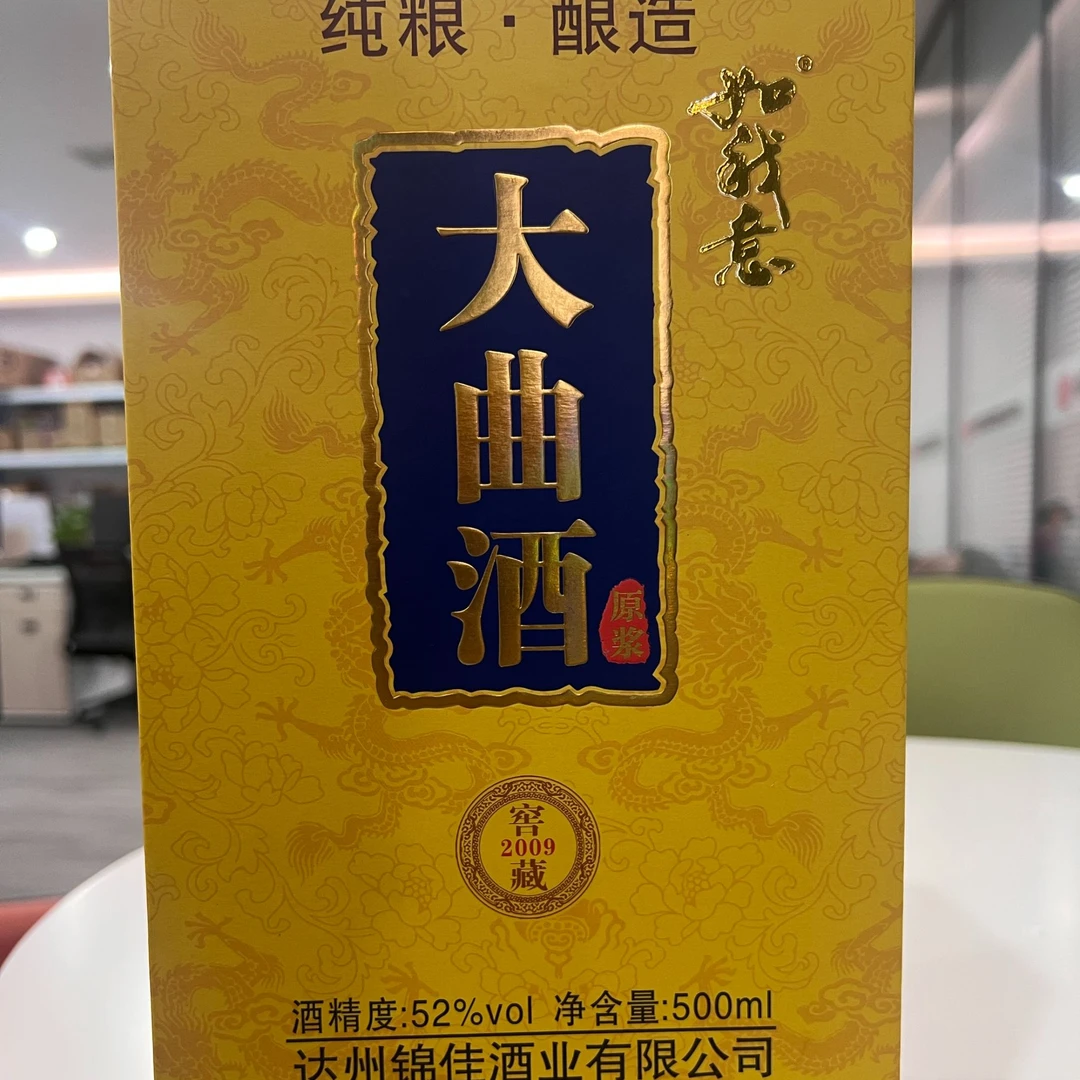 纯粮·酿造
如我意®
大曲酒
原浆
窖
2009
藏
酒精度:52%vol 净含量:500ml
达州锦佳酒业有限公司